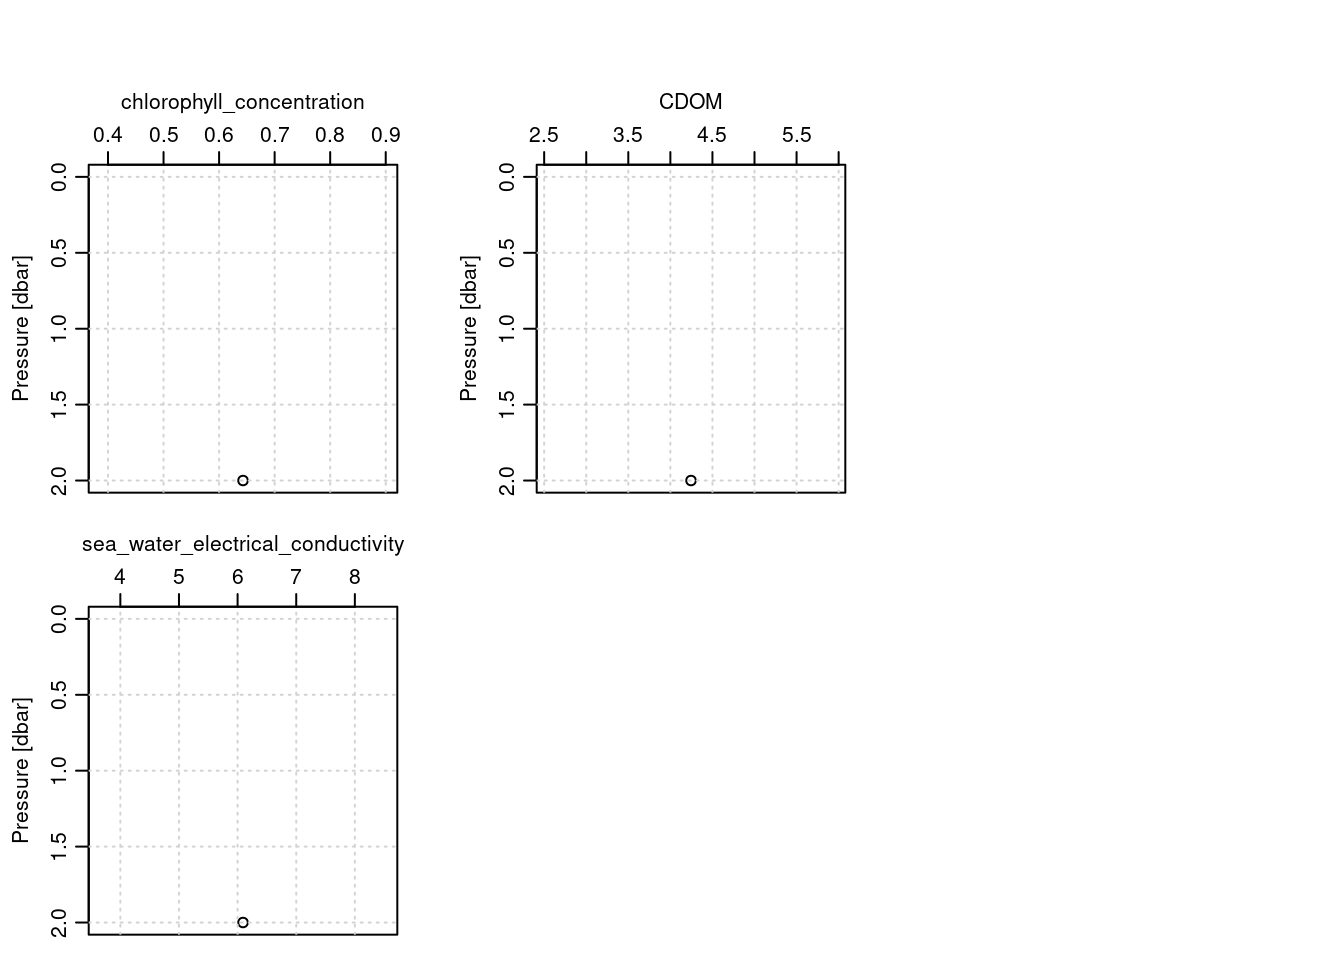 chlorophyll_concentration
0.4 0.5 0.6 0.7 0.8 0.9
Pressure [dbar]
0.0
0.5
1.0
1.5
2.0
CDOM
2.5 3.5 4.5 5.5
Pressure [dbar]
0.0
0.5
1.0
1.5
2.0
sea_water_electrical_conductivity
4 5 6 7 8
Pressure [dbar]
0.0
0.5
1.0
1.5
2.0